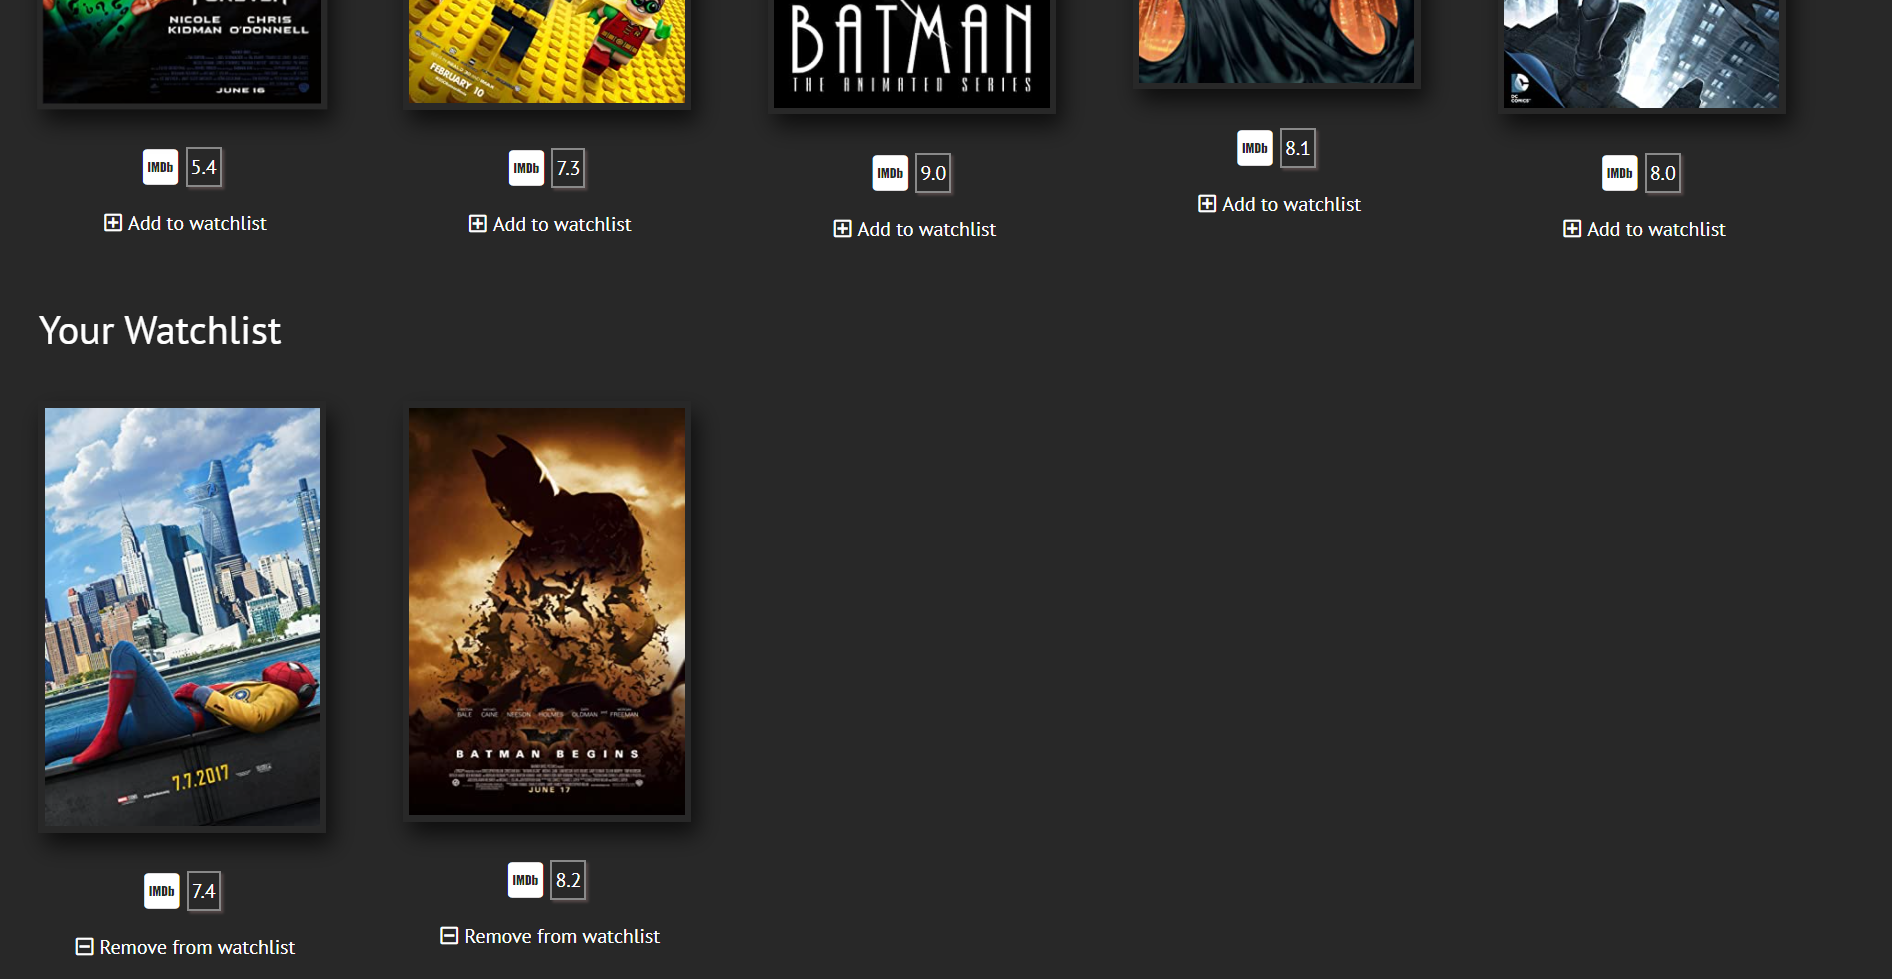 FOREVER
NICOLE CHRIS
KIDMAN O'DONNELL
JUNE 16
FEBRUARY 10
BATMAN
THE ANIMATED SERIES
DC
COMICS
IMDb 5.4
IMDb 7.3
IMDb 9.0
IMDb 8.1
IMDb 8.0
Add to watchlist
Add to watchlist
Add to watchlist
Add to watchlist
Add to watchlist
Your Watchlist
7.7.2017
BALE CAINE NEESON HOLMES OLDMAN FREEMAN
BATMAN BEGINS
JUNE 17
IMDb 7.4
IMDb 8.2
Remove from watchlist
Remove from watchlist